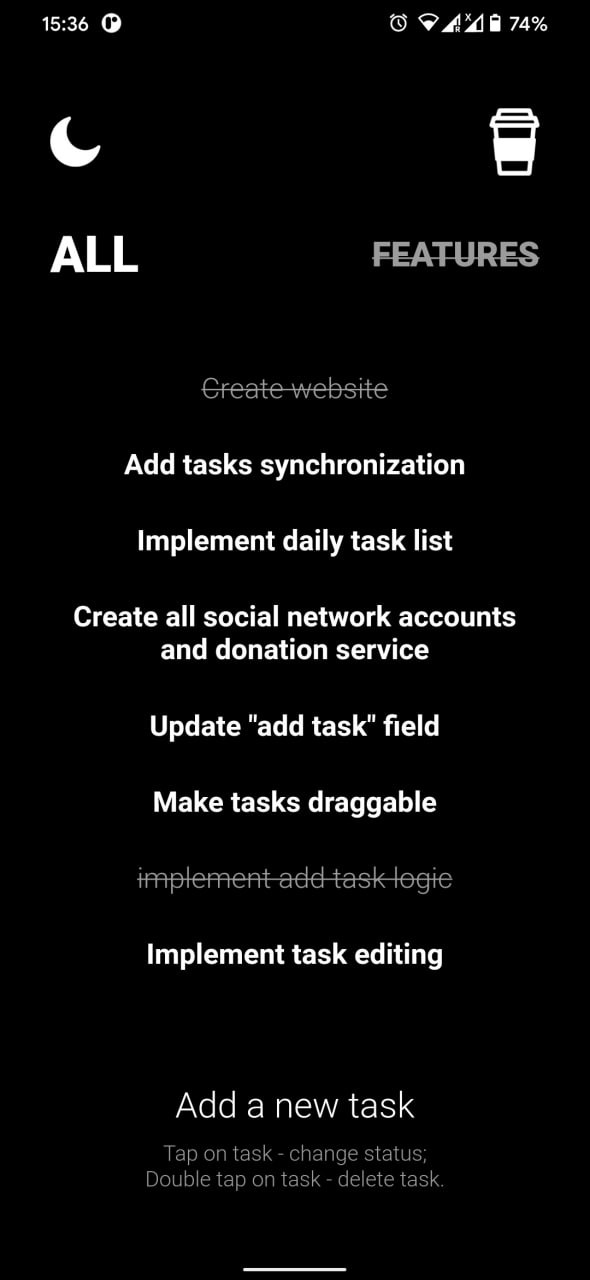 15:36
R X 74%
ALL FEATURES
Create website
Add tasks synchronization
Implement daily task list
Create all social network accounts
and donation service
Update "add task" field
Make tasks draggable
implement add task logic
Implement task editing
Add a new task
Tap on task - change status;
Double tap on task - delete task.